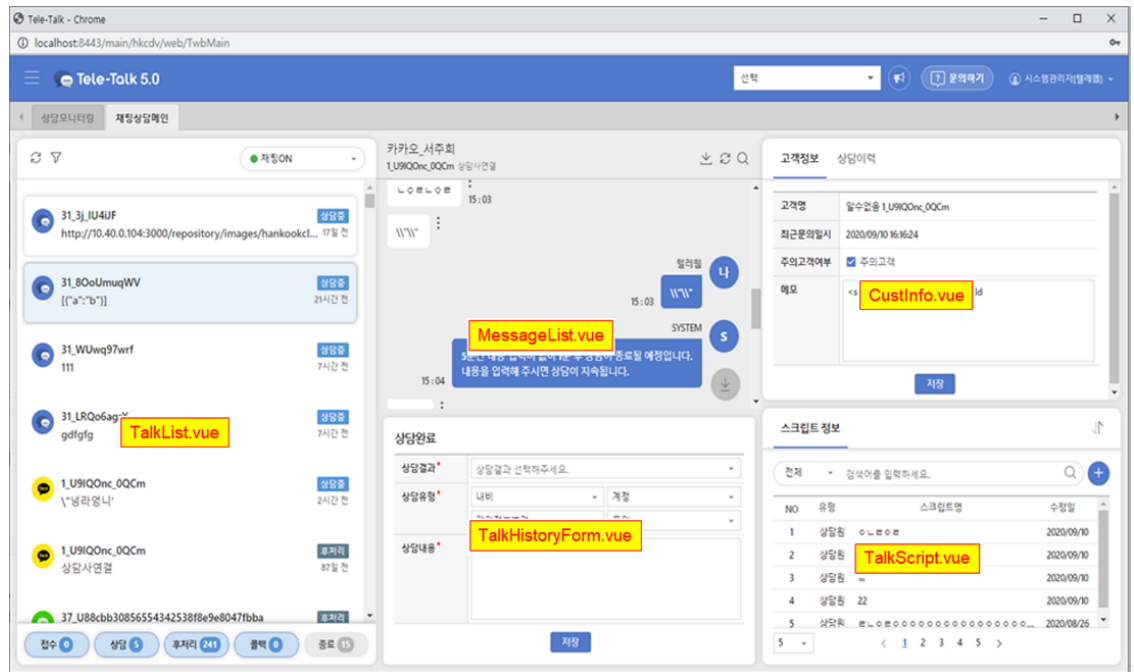 Tele-Talk - Chrome
localhost:8443/main/hkcdv/web/TwbMain
Tele-Talk 5.0
선택
문의하기
시스템관리자[텔레웹]
상담모니터링 채팅상담메인
채팅ON
31_3j_IU4iJF 상담중
http://10.40.0.104:3000/repository/images/hankookcl... 17일 전
31_8OoUmuqWV 상담중
[{"a":"b"}] 21시간 전
31_WUwq97wrf 상담중
111 7시간 전
31_LRQo6ag 상담중
gdfgfg 7시간 전
TalkList.vue
1_U9IQOnc_0QCm 상담중
\"넝라영니' 2시간 전
1_U9IQOnc_0QCm 후처리
상담사연결 87일 전
37_U88cbb30856554342538f8e9e8047fbba 후처리
접수 0 상담 5 후처리 241 콜백 0 종료 15
카카오_서주희
1_U9IQOnc_0QCm 상담사연결
ㄴㅇㄹㄴㅇㄹ
15:03
\\"\\"
텔레웹
나
15:03 \\"\\"
SYSTEM
S
MessageList.vue
내용을 입력해 주시면 상담이 지속됩니다.
15:04
상담완료
상담결과* 상담결과 선택해주세요.
상담유형* 내비 계정
TalkHistoryForm.vue
상담내용*
저장
고객정보 상담이력
고객명 알수없음 1_U9IQOnc_0QCm
최근문의일시 2020/09/10 16:16:24
주의고객여부 주의고객
메모 <s ld
CustInfo.vue
저장
스크립트 정보
전체 검색어를 입력하세요.
NO 유형 스크립트명 수정일
1 상담원 ㅇㄴㄹㅇㄹ 2020/09/10
2 상담원 2020/09/10
TalkScript.vue
3 상담원 2020/09/10
4 상담원 22 2020/09/10
5 상담원 2020/08/26
5 < 1 2 3 4 5 >